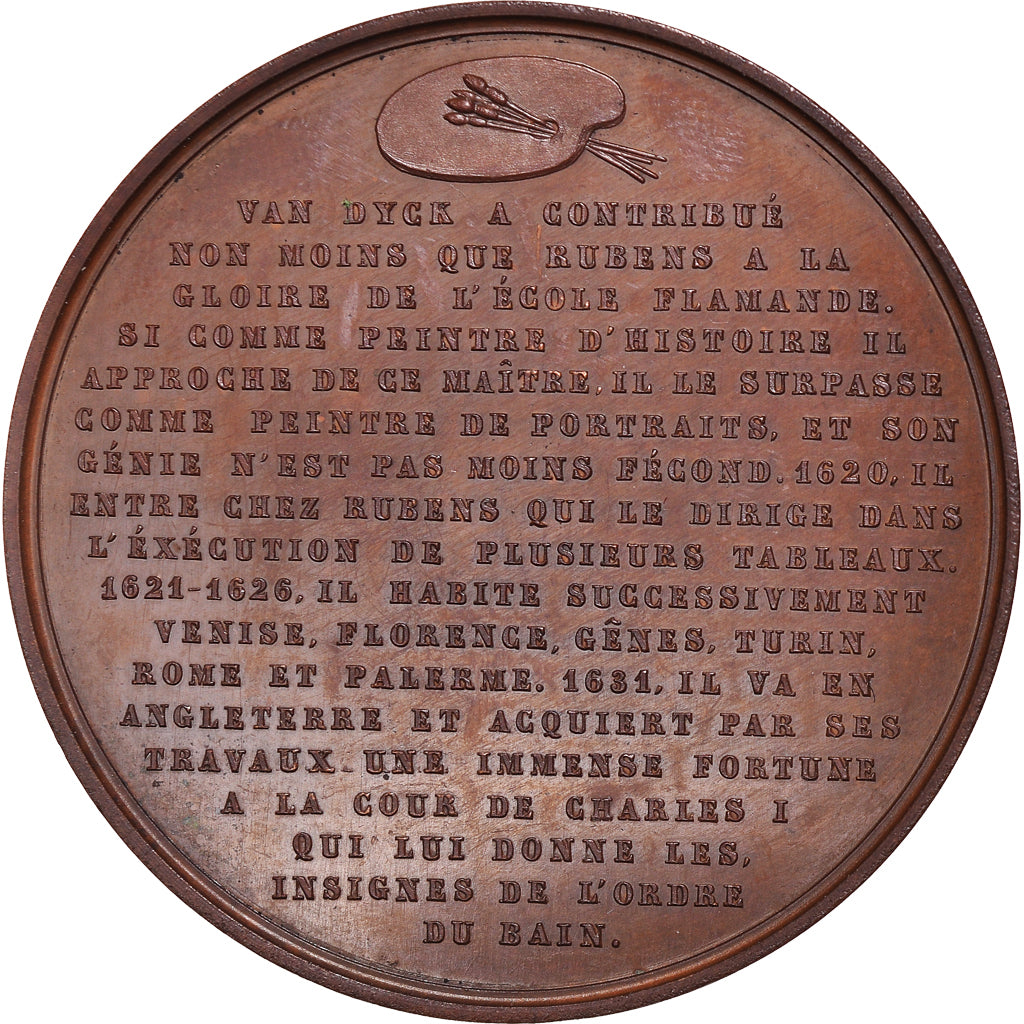 VAN DYCK A CONTRIBUÉ
NON MOINS QUE RUBENS A LA
GLOIRE DE L'ÉCOLE FLAMANDE.
SI COMME PEINTRE D'HISTOIRE IL
APPROCHE DE CE MAÎTRE, IL LE SURPASSE
COMME PEINTRE DE PORTRAITS, ET SON
GÉNIE N'EST PAS MOINS FÉCOND. 1620, IL
ENTRE CHEZ RUBENS QUI LE DIRIGE DANS
L'ÉXÉCUTION DE PLUSIEURS TABLEAUX.
1621-1626, IL HABITE SUCCESSIVEMENT
VENISE, FLORENCE, GÊNES, TURIN,
ROME ET PALERME. 1631, IL VA EN
ANGLETERRE ET ACQUIERT PAR SES
TRAVAUX UNE IMMENSE FORTUNE
A LA COUR DE CHARLES I
QUI LUI DONNE LES,
INSIGNES DE L'ORDRE
DU BAIN.